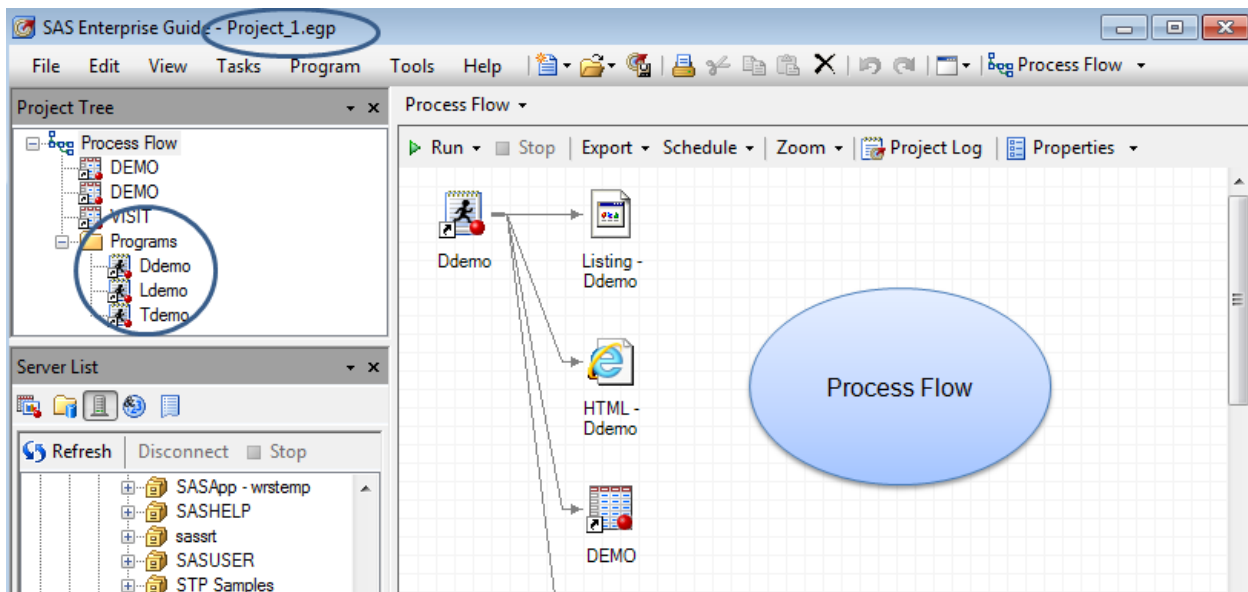 SAS Enterprise Guide - Project_1.egp
File Edit View Tasks Program Tools Help Process Flow
Project Tree
Process Flow
DEMO
DEMO
VISIT
Programs
Ddemo
Ldemo
Tdemo
Server List
Refresh Disconnect Stop
SASApp - wrstemp
SASHELP
sassrt
SASUSER
STP Samples
Process Flow
Run Stop Export Schedule Zoom Project Log Properties
Ddemo
Listing -
Ddemo
HTML -
Ddemo
DEMO
Process Flow